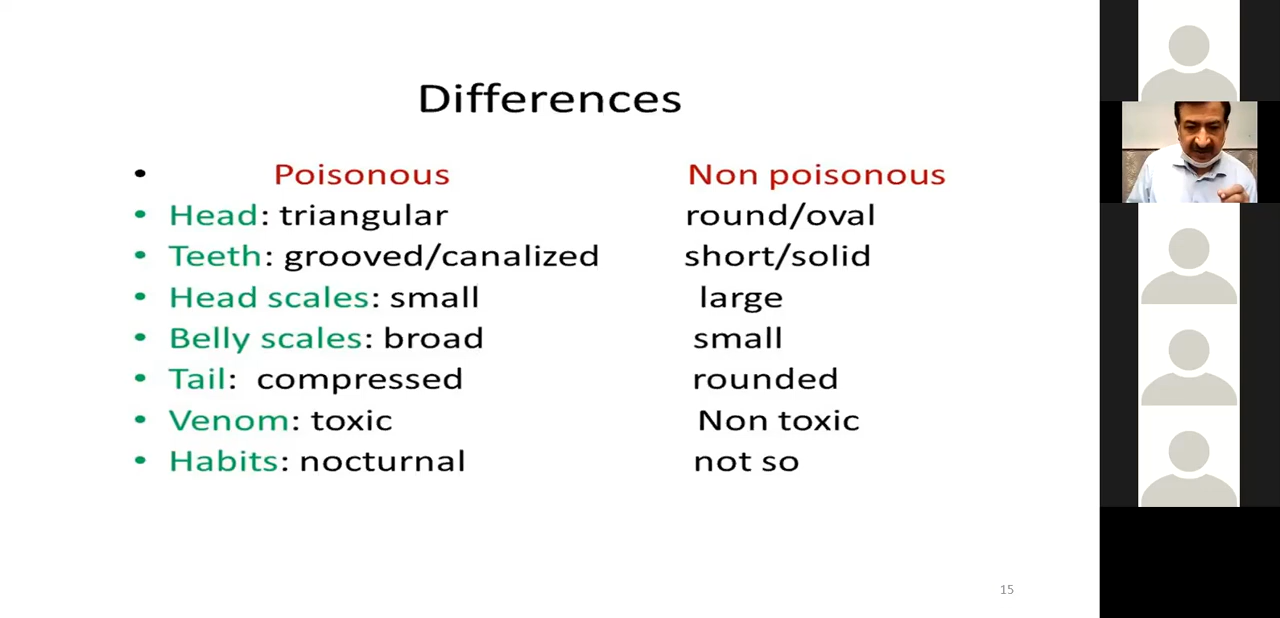 Differences
• Poisonous Non poisonous
• Head: triangular round/oval
• Teeth: grooved/canalized short/solid
• Head scales: small large
• Belly scales: broad small
• Tail: compressed rounded
• Venom: toxic Non toxic
• Habits: nocturnal not so
15